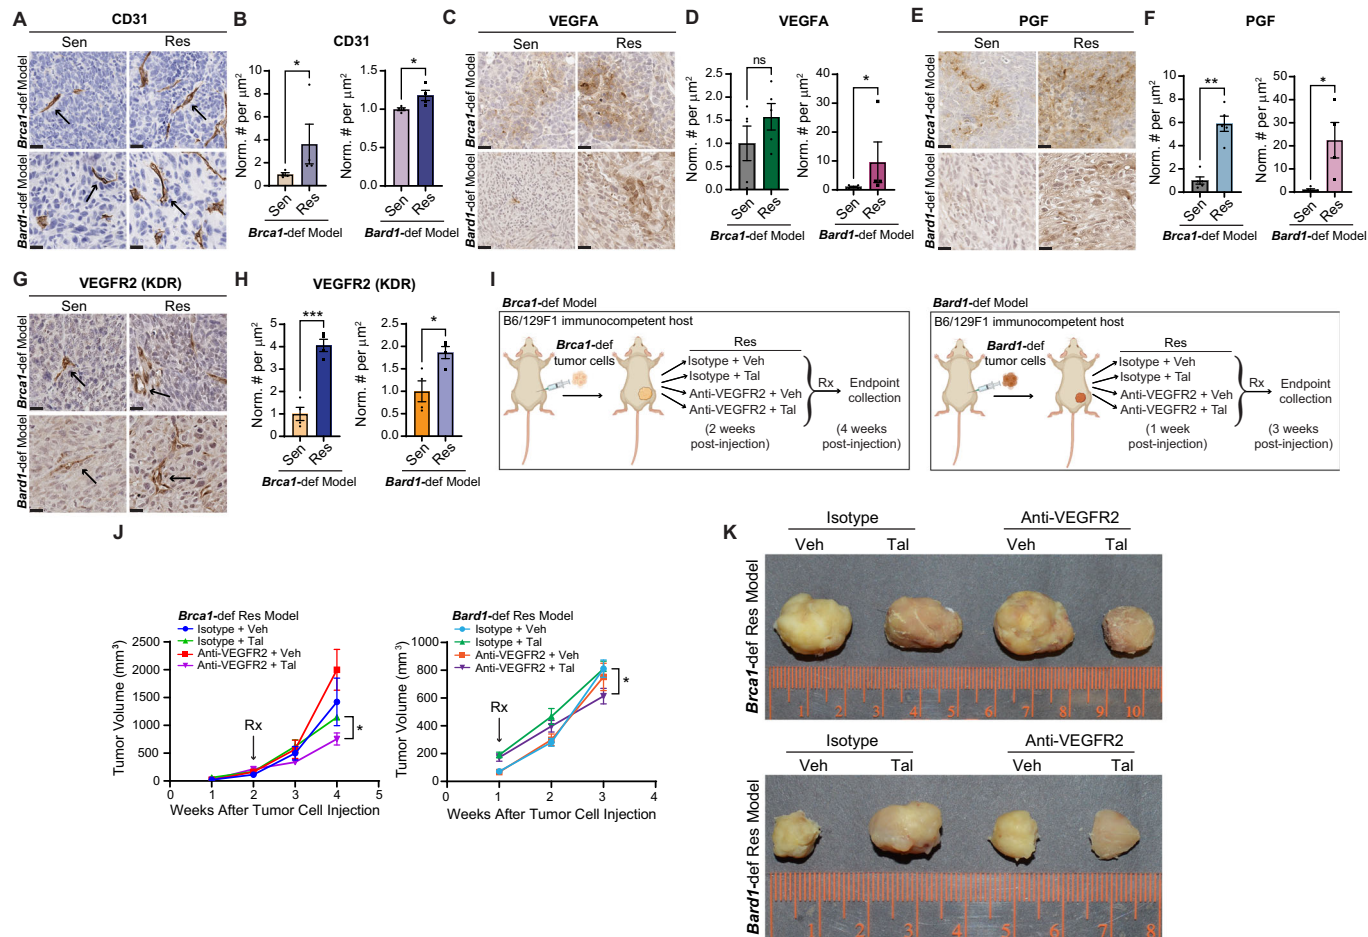 A
CD31
Sen
Res
Brca1-def Model
Bard1-def Model
B
CD31
Norm. # per µm2
10
8
6
4
2
0
*
Sen
Res
Brca1-def Model
1.5
1.0
0.5
0.0
*
Sen
Res
Bard1-def Model
C
VEGFA
Sen
Res
Brca1-def Model
Bard1-def Model
D
VEGFA
Norm. # per µm2
2.5
2.0
1.5
1.0
0.5
0.0
ns
Sen
Res
Brca1-def Model
40
30
20
10
0
*
Sen
Res
Bard1-def Model
E
PGF
Sen
Res
Brca1-def Model
Bard1-def Model
F
PGF
Norm. # per µm2
10
8
6
4
2
0
**
Sen
Res
Brca1-def Model
50
40
30
20
10
0
*
Sen
Res
Bard1-def Model
G
VEGFR2 (KDR)
Sen
Res
Brca1-def Model
Bard1-def Model
H
VEGFR2 (KDR)
Norm. # per µm2
5
4
3
2
1
0
***
Sen
Res
Brca1-def Model
2.5
2.0
1.5
1.0
0.5
0.0
*
Sen
Res
Bard1-def Model
I
Brca1-def Model
B6/129F1 immunocompetent host
Brca1-def
tumor cells
Res
Isotype + Veh
Isotype + Tal
Anti-VEGFR2 + Veh
Anti-VEGFR2 + Tal
(2 weeks
post-injection)
Rx
Endpoint
collection
(4 weeks
post-injection)
Bard1-def Model
B6/129F1 immunocompetent host
Bard1-def
tumor cells
Res
Isotype + Veh
Isotype + Tal
Anti-VEGFR2 + Veh
Anti-VEGFR2 + Tal
(1 week
post-injection)
Rx
Endpoint
collection
(3 weeks
post-injection)
J
Brca1-def Res Model
Isotype + Veh
Isotype + Tal
Anti-VEGFR2 + Veh
Anti-VEGFR2 + Tal
Tumor Volume (mm3)
2500
2000
1500
1000
500
0
Rx
*
0 1 2 3 4 5
Weeks After Tumor Cell Injection
Bard1-def Res Model
Isotype + Veh
Isotype + Tal
Anti-VEGFR2 + Veh
Anti-VEGFR2 + Tal
Tumor Volume (mm3)
1000
800
600
400
200
0
Rx
*
0 1 2 3 4
Weeks After Tumor Cell Injection
K
Isotype
Anti-VEGFR2
Veh
Tal
Veh
Tal
Brca1-def Res Model
1 2 3 4 5 6 7 8 9 10
Isotype
Anti-VEGFR2
Veh
Tal
Veh
Tal
Bard1-def Res Model
1 2 3 4 5 6 7 8